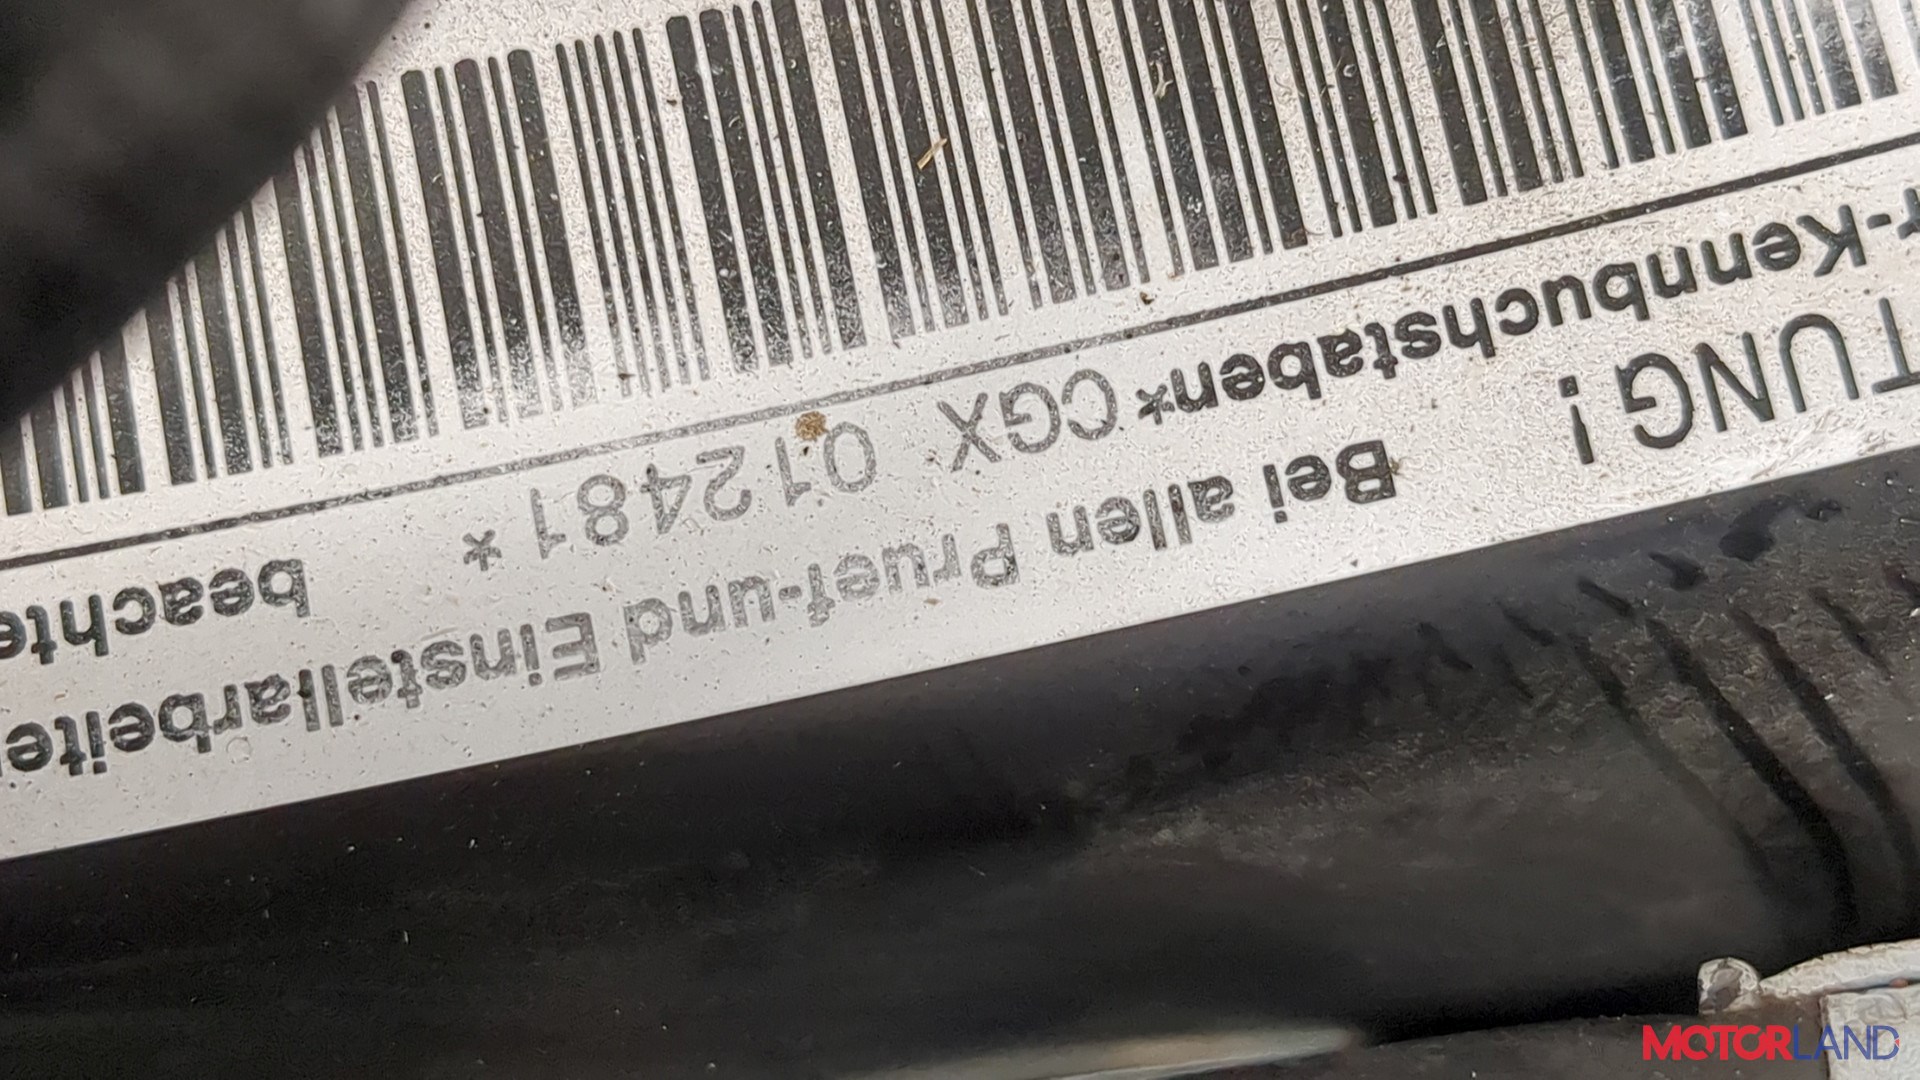 TUNG ! Bei allen Pruef-und Einstellarbeite
r-Kennbuchstaben* CGX 012481 * beachte
MOTORLAND